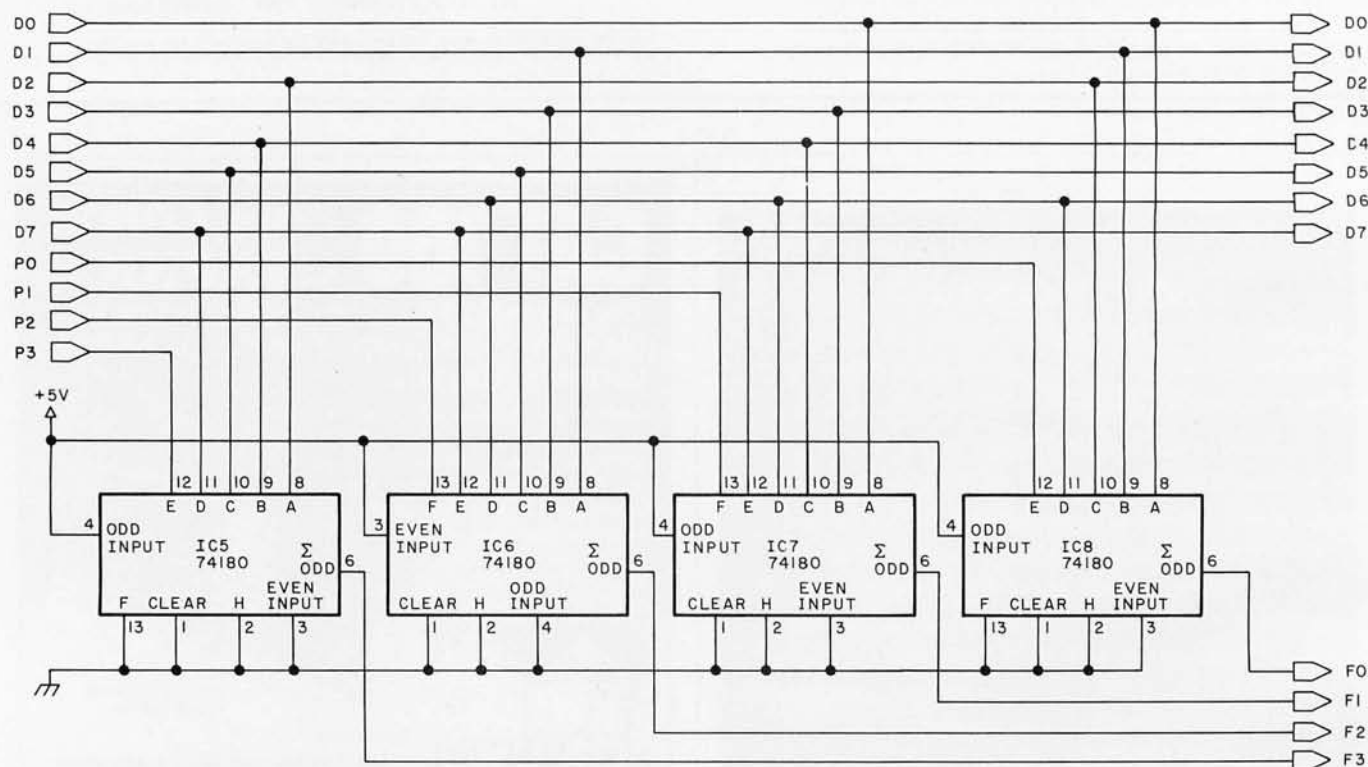 D0 D0
D1 D1
D2 D2
D3 D3
D4 D4
D5 D5
D6 D6
D7 D7
P0
P1
P2
P3
+5V
12 11 10 9 8 13 12 11 10 9 8 13 12 11 10 9 8 12 11 10 9 8
E D C B A F E D C B A F E D C B A E D C B A
4 ODD INPUT IC5 74180 Σ ODD 6
F CLEAR H EVEN INPUT
13 1 2 3
3 EVEN INPUT IC6 74180 Σ ODD 6
CLEAR H ODD INPUT
1 2 4
4 ODD INPUT IC7 74180 Σ ODD 6
CLEAR H EVEN INPUT
1 2 3
4 ODD INPUT IC8 74180 Σ ODD 6
F CLEAR H EVEN INPUT
13 1 2 3
F0
F1
F2
F3